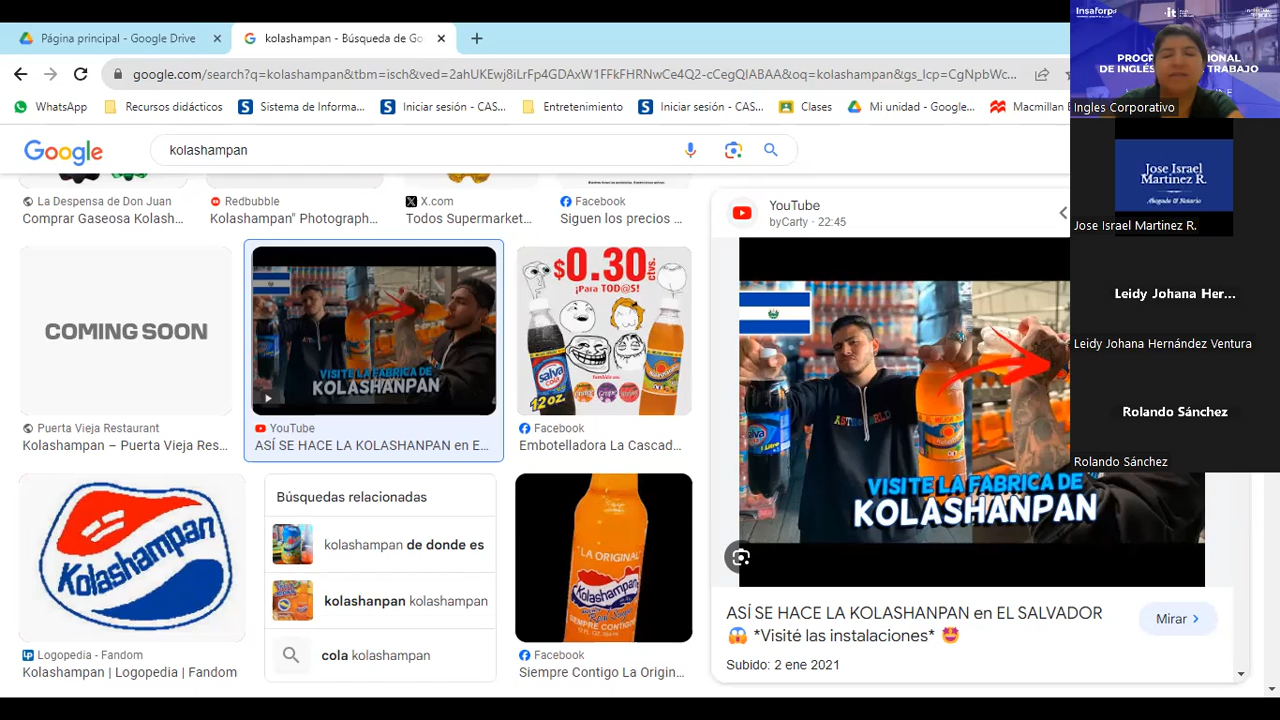 Página principal - Google Drive
kolashampan - Búsqueda de Go
google.com/search?q=kolashampan&tbm=isch&ved=2ahUKEwj8iLrFp4GDAxW1FFkFHRNwCe4Q2-cCegQIABAA&oq=kolashampan&gs_lcp=CgNpbWc...
WhatsApp
Recursos didácticos
Sistema de Informa...
Iniciar sesión - CAS...
Entretenimiento
Iniciar sesión - CAS...
Clases
Mi unidad - Google...
Macmillan
Google
kolashampan
La Despensa de Don Juan
Comprar Gaseosa Kolash...
Redbubble
Kolashampan" Photograph...
X.com
Todos Supermarket...
Facebook
Siguen los precios ...
COMING SOON
Puerta Vieja Restaurant
Kolashampan – Puerta Vieja Res...
VISITE LA FABRICA DE
KOLASHANPAN
YouTube
ASÍ SE HACE LA KOLASHANPAN en E...
$0.30 ctvs.
¡Para TOD@S!
salva cola
12 oz.
Facebook
Embotelladora La Cascad...
Kolashampan
Logopedia - Fandom
Kolashampan | Logopedia | Fandom
Búsquedas relacionadas
kolashampan de donde es
kolashanpan kolashampan
cola kolashampan
"LA ORIGINAL"
Kolashampan
SIEMPRE CONTIGO
Facebook
Siempre Contigo La Origin...
YouTube
byCarty · 22:45
ASTROWORLD
VISITE LA FABRICA DE
KOLASHANPAN
ASÍ SE HACE LA KOLASHANPAN en EL SALVADOR
😱 *Visité las instalaciones* 🤩
Mirar
Subido: 2 ene 2021
Insaforp
Ingles Corporativo
Jose Israel
Martinez R.
Abogado & Notario
Jose Israel Martinez R.
Leidy Johana Her...
Leidy Johana Hernández Ventura
Rolando Sánchez
Rolando Sánchez